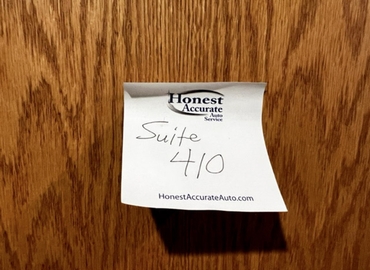 Honest
Accurate
Auto
Service
Suite
410
HonestAccurateAuto.com